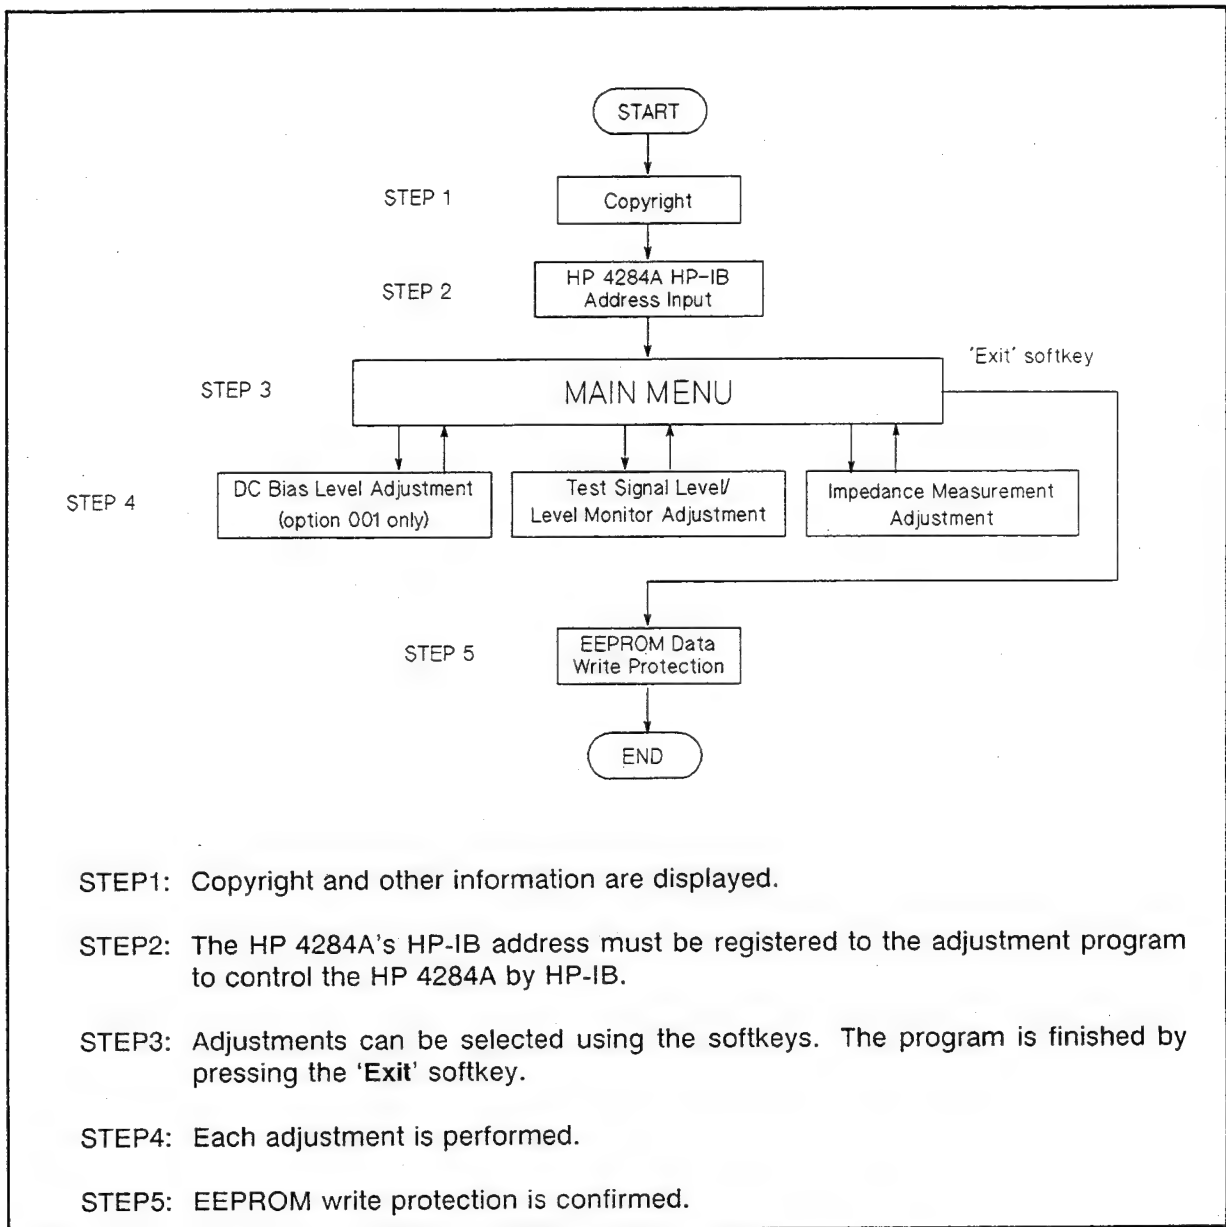 START
STEP 1
Copyright
STEP 2
HP 4284A HP-IB
Address Input
'Exit' softkey
STEP 3
MAIN MENU
STEP 4
DC Bias Level Adjustment
(option 001 only)
Test Signal Level/
Level Monitor Adjustment
Impedance Measurement
Adjustment
STEP 5
EEPROM Data
Write Protection
END
STEP1: Copyright and other information are displayed.
STEP2: The HP 4284A's HP-IB address must be registered to the adjustment program
to control the HP 4284A by HP-IB.
STEP3: Adjustments can be selected using the softkeys. The program is finished by
pressing the 'Exit' softkey.
STEP4: Each adjustment is performed.
STEP5: EEPROM write protection is confirmed.